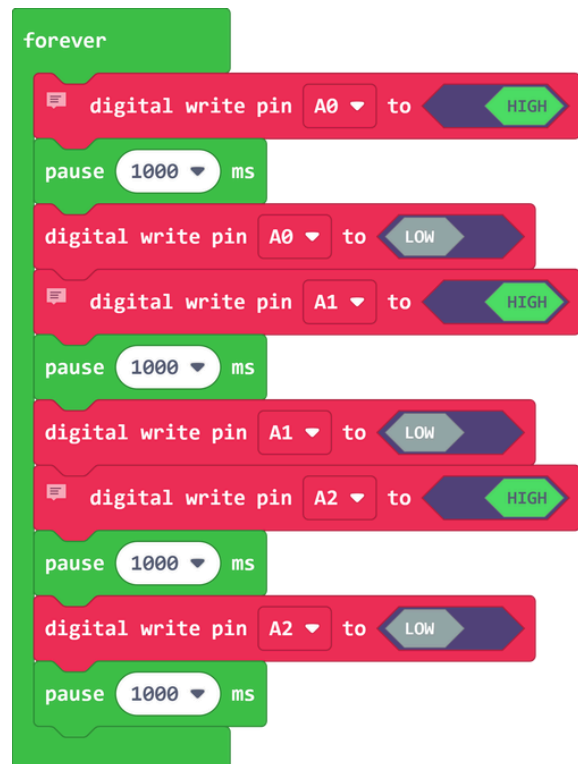 forever
digital write pin A0 to HIGH
pause 1000 ms
digital write pin A0 to LOW
digital write pin A1 to HIGH
pause 1000 ms
digital write pin A1 to LOW
digital write pin A2 to HIGH
pause 1000 ms
digital write pin A2 to LOW
pause 1000 ms